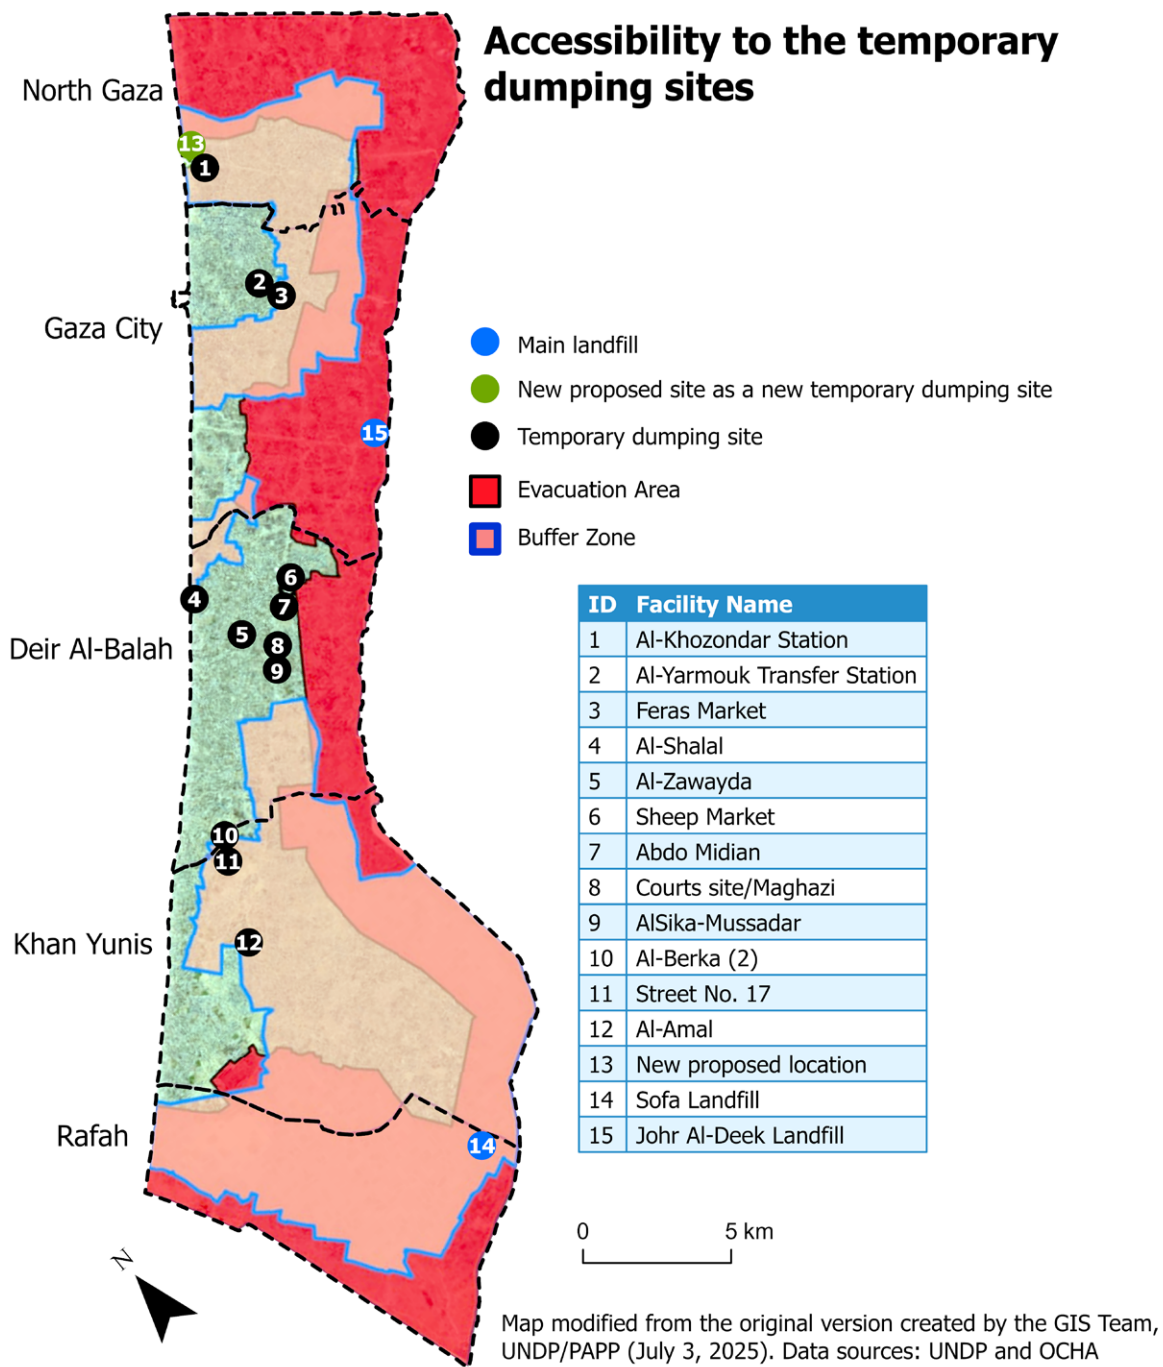 Accessibility to the temporary
dumping sites
North Gaza
13
1
2
3
Gaza City
Main landfill
New proposed site as a new temporary dumping site
15
Temporary dumping site
Evacuation Area
Buffer Zone
6
4
7
5
8
9
Deir Al-Balah
ID Facility Name
1 Al-Khozondar Station
2 Al-Yarmouk Transfer Station
3 Feras Market
4 Al-Shalal
5 Al-Zawayda
6 Sheep Market
7 Abdo Midian
8 Courts site/Maghazi
9 AlSika-Mussadar
10 Al-Berka (2)
11 Street No. 17
12 Al-Amal
13 New proposed location
14 Sofa Landfill
15 Johr Al-Deek Landfill
10
11
12
Khan Yunis
Rafah
14
0 5 km
N
Map modified from the original version created by the GIS Team,
UNDP/PAPP (July 3, 2025). Data sources: UNDP and OCHA